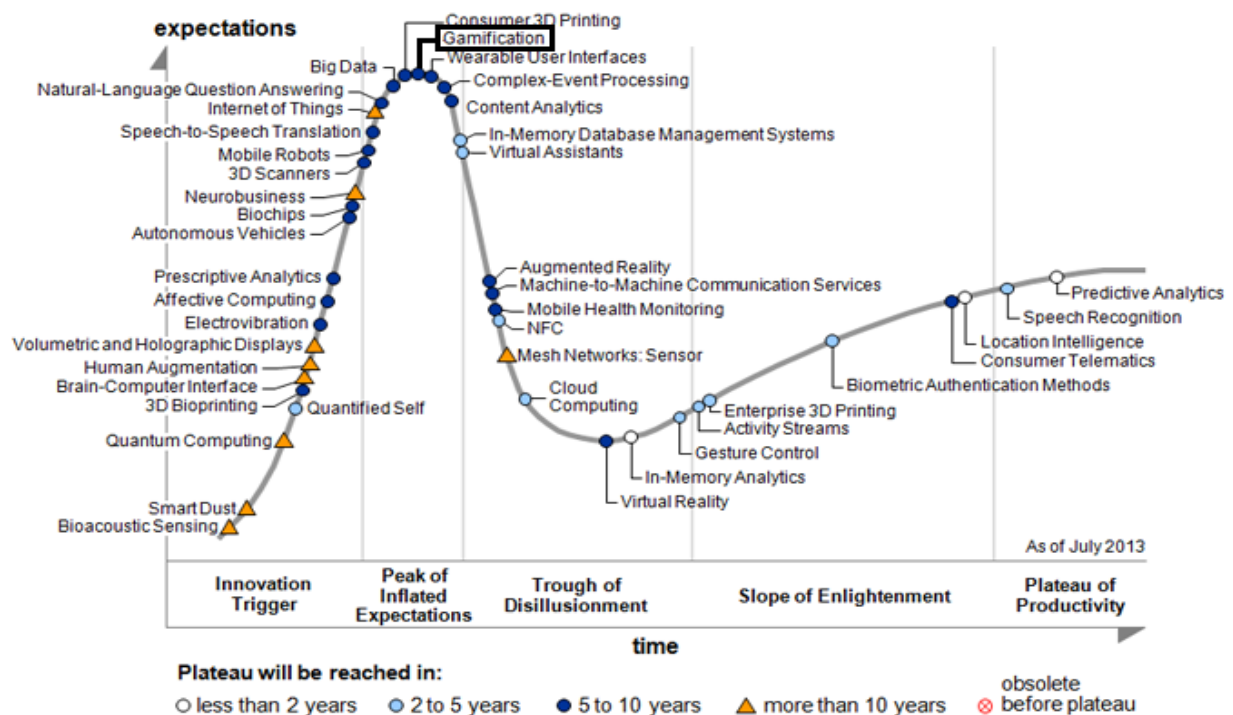 expectations
Consumer 3D Printing
Gamification
Wearable User Interfaces
Big Data
Complex-Event Processing
Natural-Language Question Answering
Internet of Things
Content Analytics
Speech-to-Speech Translation
In-Memory Database Management Systems
Mobile Robots
Virtual Assistants
3D Scanners
Neurobusiness
Biochips
Autonomous Vehicles
Prescriptive Analytics
Affective Computing
Electrovibration
Volumetric and Holographic Displays
Human Augmentation
Brain-Computer Interface
3D Bioprinting
Quantified Self
Quantum Computing
Smart Dust
Bioacoustic Sensing
Augmented Reality
Machine-to-Machine Communication Services
Mobile Health Monitoring
NFC
Mesh Networks: Sensor
Cloud
Computing
Virtual Reality
In-Memory Analytics
Gesture Control
Activity Streams
Enterprise 3D Printing
Biometric Authentication Methods
Consumer Telematics
Location Intelligence
Speech Recognition
Predictive Analytics
As of July 2013
Innovation
Trigger
Peak of
Inflated
Expectations
Trough of
Disillusionment
Slope of Enlightenment
Plateau of
Productivity
time
Plateau will be reached in:
less than 2 years
2 to 5 years
5 to 10 years
more than 10 years
obsolete
before plateau